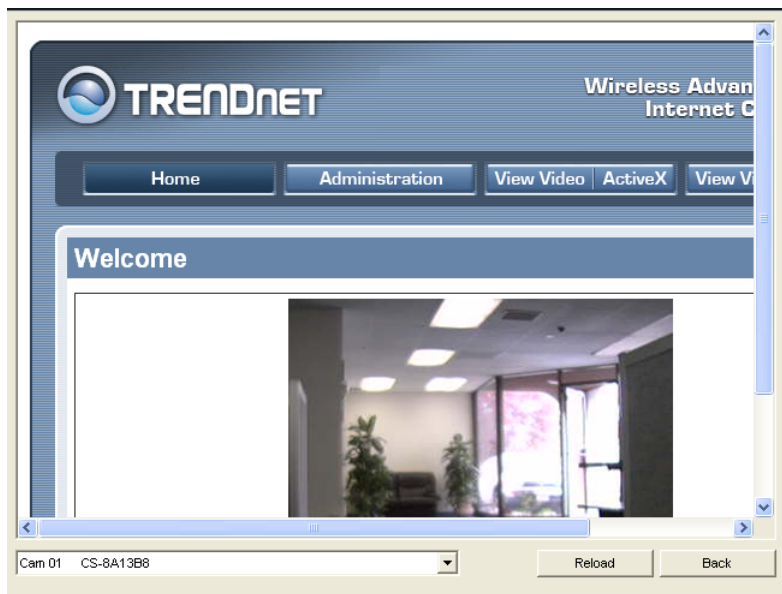 TRENDNET
Wireless Advan
Internet C
Home
Administration
View Video
ActiveX
View Vi
Welcome
Cam 01 CS-8A13B8
Reload
Back